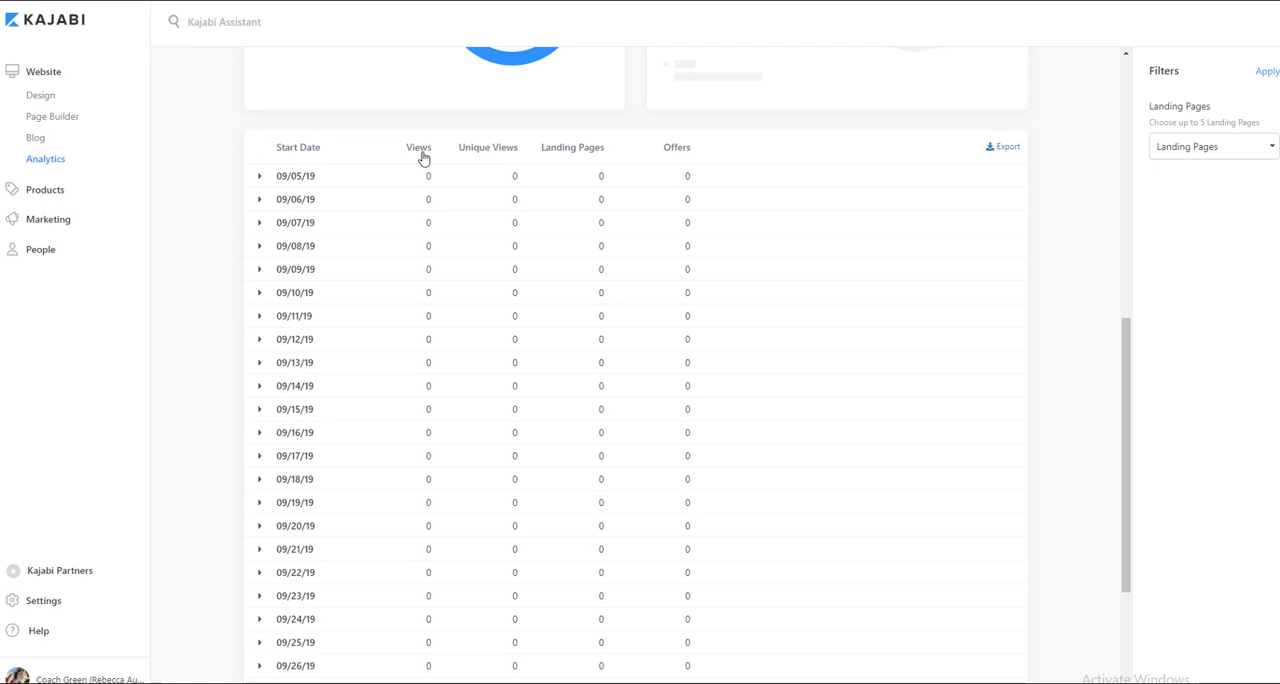 KAJABI
Kajabi Assistant
Website
Design
Page Builder
Blog
Analytics
Products
Marketing
People
Kajabi Partners
Settings
Help
Coach Green (Rebecca Au...
Start Date Views Unique Views Landing Pages Offers Export
09/05/19 0 0 0 0
09/06/19 0 0 0 0
09/07/19 0 0 0 0
09/08/19 0 0 0 0
09/09/19 0 0 0 0
09/10/19 0 0 0 0
09/11/19 0 0 0 0
09/12/19 0 0 0 0
09/13/19 0 0 0 0
09/14/19 0 0 0 0
09/15/19 0 0 0 0
09/16/19 0 0 0 0
09/17/19 0 0 0 0
09/18/19 0 0 0 0
09/19/19 0 0 0 0
09/20/19 0 0 0 0
09/21/19 0 0 0 0
09/22/19 0 0 0 0
09/23/19 0 0 0 0
09/24/19 0 0 0 0
09/25/19 0 0 0 0
09/26/19 0 0 0 0
Filters Apply
Landing Pages
Choose up to 5 Landing Pages
Landing Pages
Activate Windows